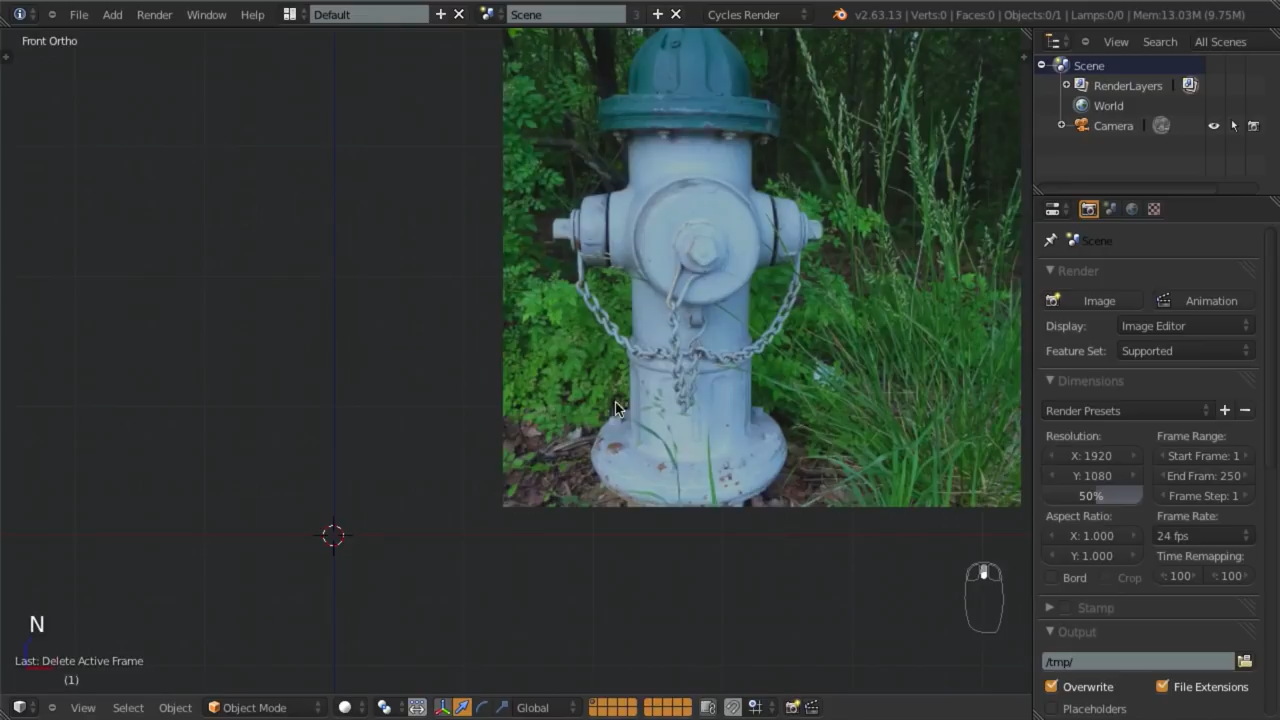 File Add Render Window Help Default Scene 3 Cycles Render v2.63.13 | Verts:0 | Faces:0 | Objects:0/1 | Lamps:0/0 | Mem:13.03M (9.75M)
Front Ortho
View Search All Scenes
Scene
RenderLayers
World
Camera
Scene
Render
Image Animation
Display: Image Editor
Feature Set: Supported
Dimensions
Render Presets
Resolution: Frame Range:
X: 1920 Start Frame: 1
Y: 1080 End Fram: 250
50% Frame Step: 1
Aspect Ratio: Frame Rate:
X: 1.000 24 fps
Y: 1.000 Time Remapping:
Bord Crop : 100 : 100
Stamp
N
Output
Last: Delete Active Frame
/tmp/
(1)
Overwrite File Extensions
View Select Object Object Mode Global
Placeholders